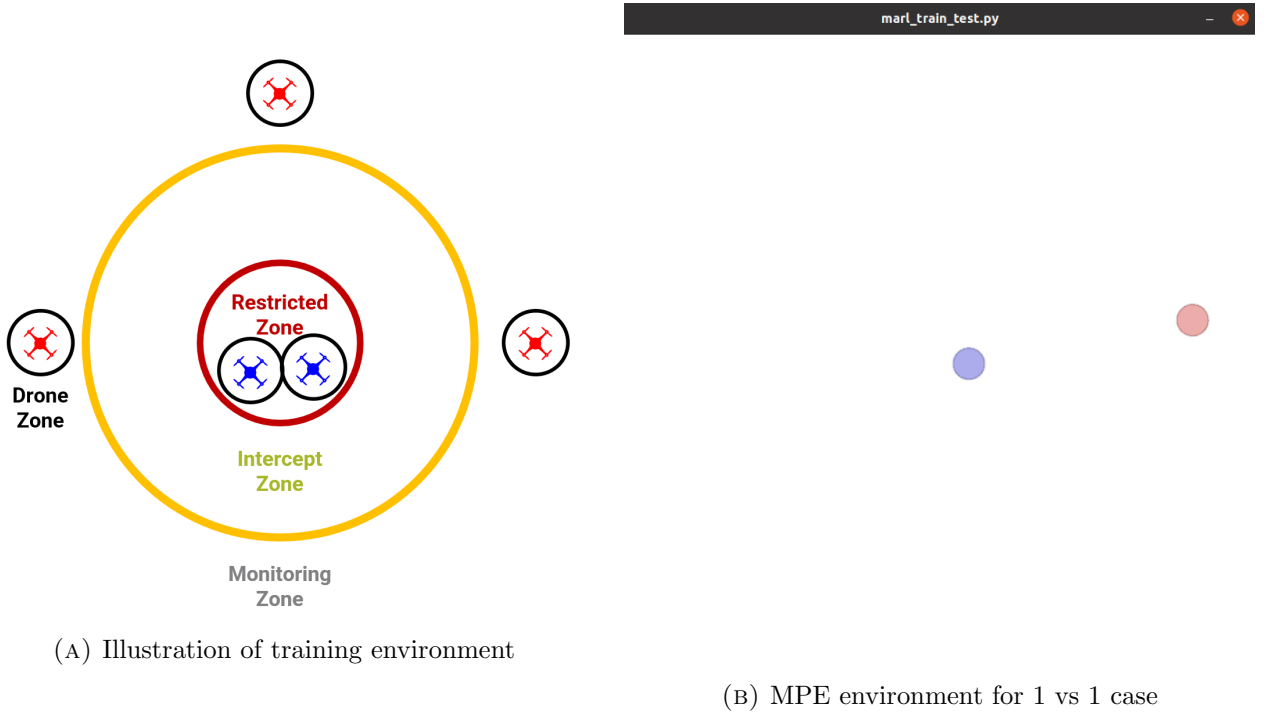 Restricted
Zone
Drone
Zone
Intercept
Zone
Monitoring
Zone
(A) Illustration of training environment
marl_train_test.py
(B) MPE environment for 1 vs 1 case